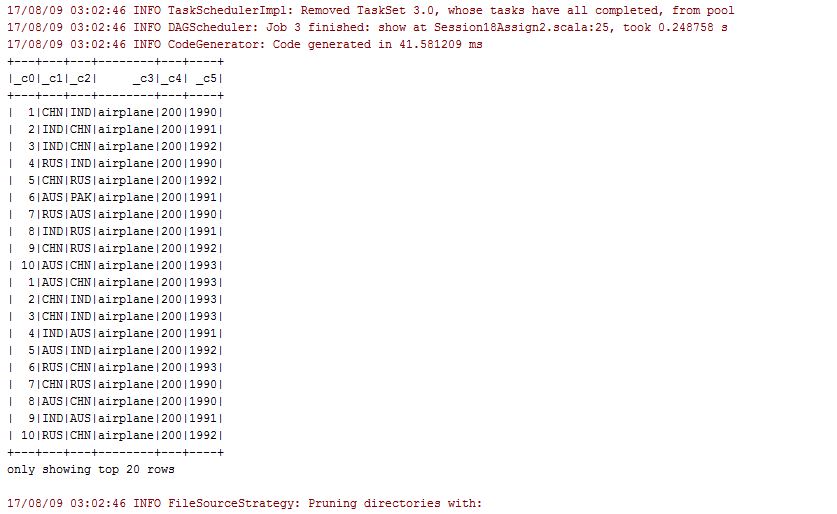 17/08/09 03:02:46 INFO TaskSchedulerImpl: Removed TaskSet 3.0, whose tasks have all completed, from pool
17/08/09 03:02:46 INFO DAGScheduler: Job 3 finished: show at Session18Assign2.scala:25, took 0.248758 s
17/08/09 03:02:46 INFO CodeGenerator: Code generated in 41.581209 ms
+---+---+---+--------+---+----+
|_c0|_c1|_c2|     _c3|_c4| _c5|
+---+---+---+--------+---+----+
|  1|CHN|IND|airplane|200|1990|
|  2|IND|CHN|airplane|200|1991|
|  3|IND|CHN|airplane|200|1992|
|  4|RUS|IND|airplane|200|1990|
|  5|CHN|RUS|airplane|200|1992|
|  6|AUS|PAK|airplane|200|1991|
|  7|RUS|AUS|airplane|200|1990|
|  8|IND|RUS|airplane|200|1991|
|  9|CHN|RUS|airplane|200|1992|
| 10|AUS|CHN|airplane|200|1993|
|  1|AUS|CHN|airplane|200|1993|
|  2|CHN|IND|airplane|200|1993|
|  3|CHN|IND|airplane|200|1993|
|  4|IND|AUS|airplane|200|1991|
|  5|AUS|IND|airplane|200|1992|
|  6|RUS|CHN|airplane|200|1993|
|  7|CHN|RUS|airplane|200|1990|
|  8|AUS|CHN|airplane|200|1990|
|  9|IND|AUS|airplane|200|1991|
| 10|RUS|CHN|airplane|200|1992|
+---+---+---+--------+---+----+
only showing top 20 rows
17/08/09 03:02:46 INFO FileSourceStrategy: Pruning directories with: